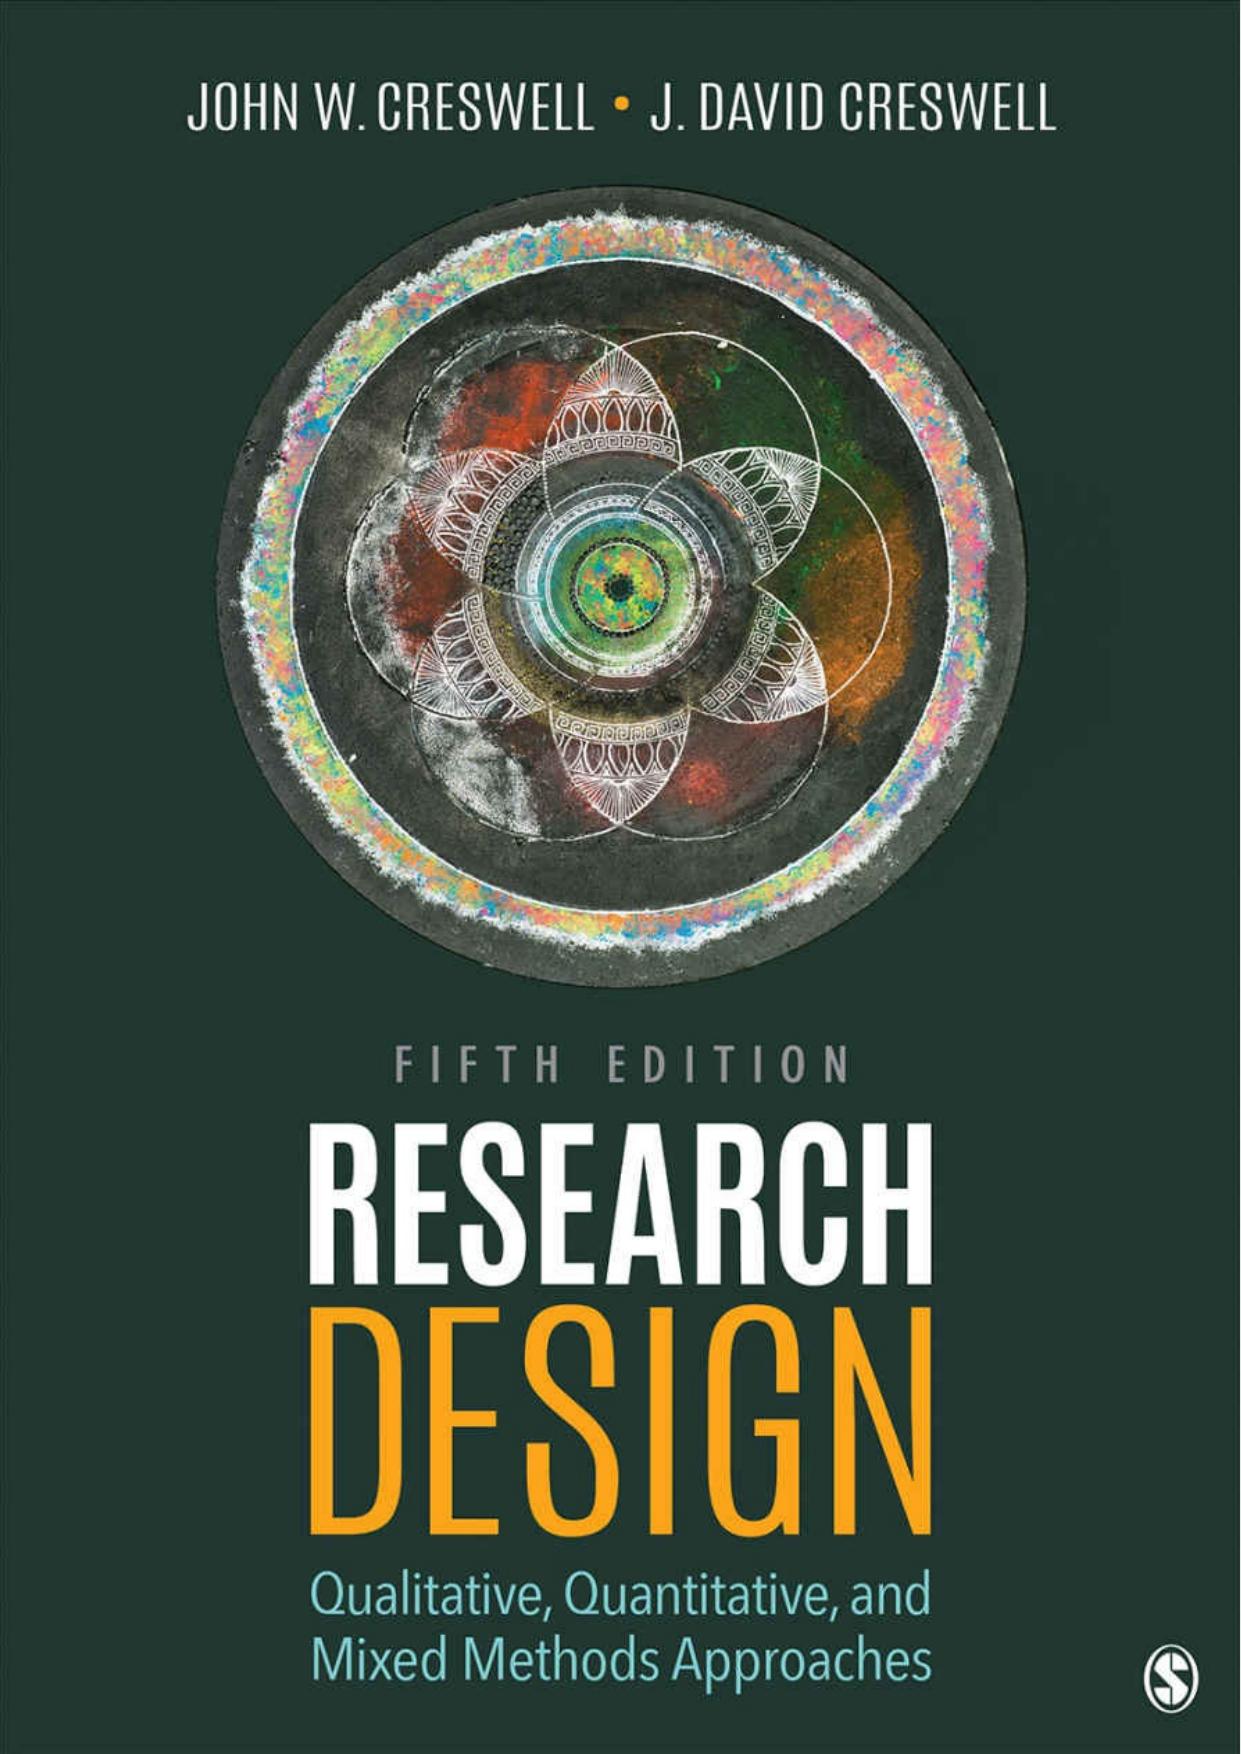 JOHN W. CRESWELL • J. DAVID CRESWELL
FIFTH EDITION
RESEARCH
DESIGN
Qualitative, Quantitative, and
Mixed Methods Approaches